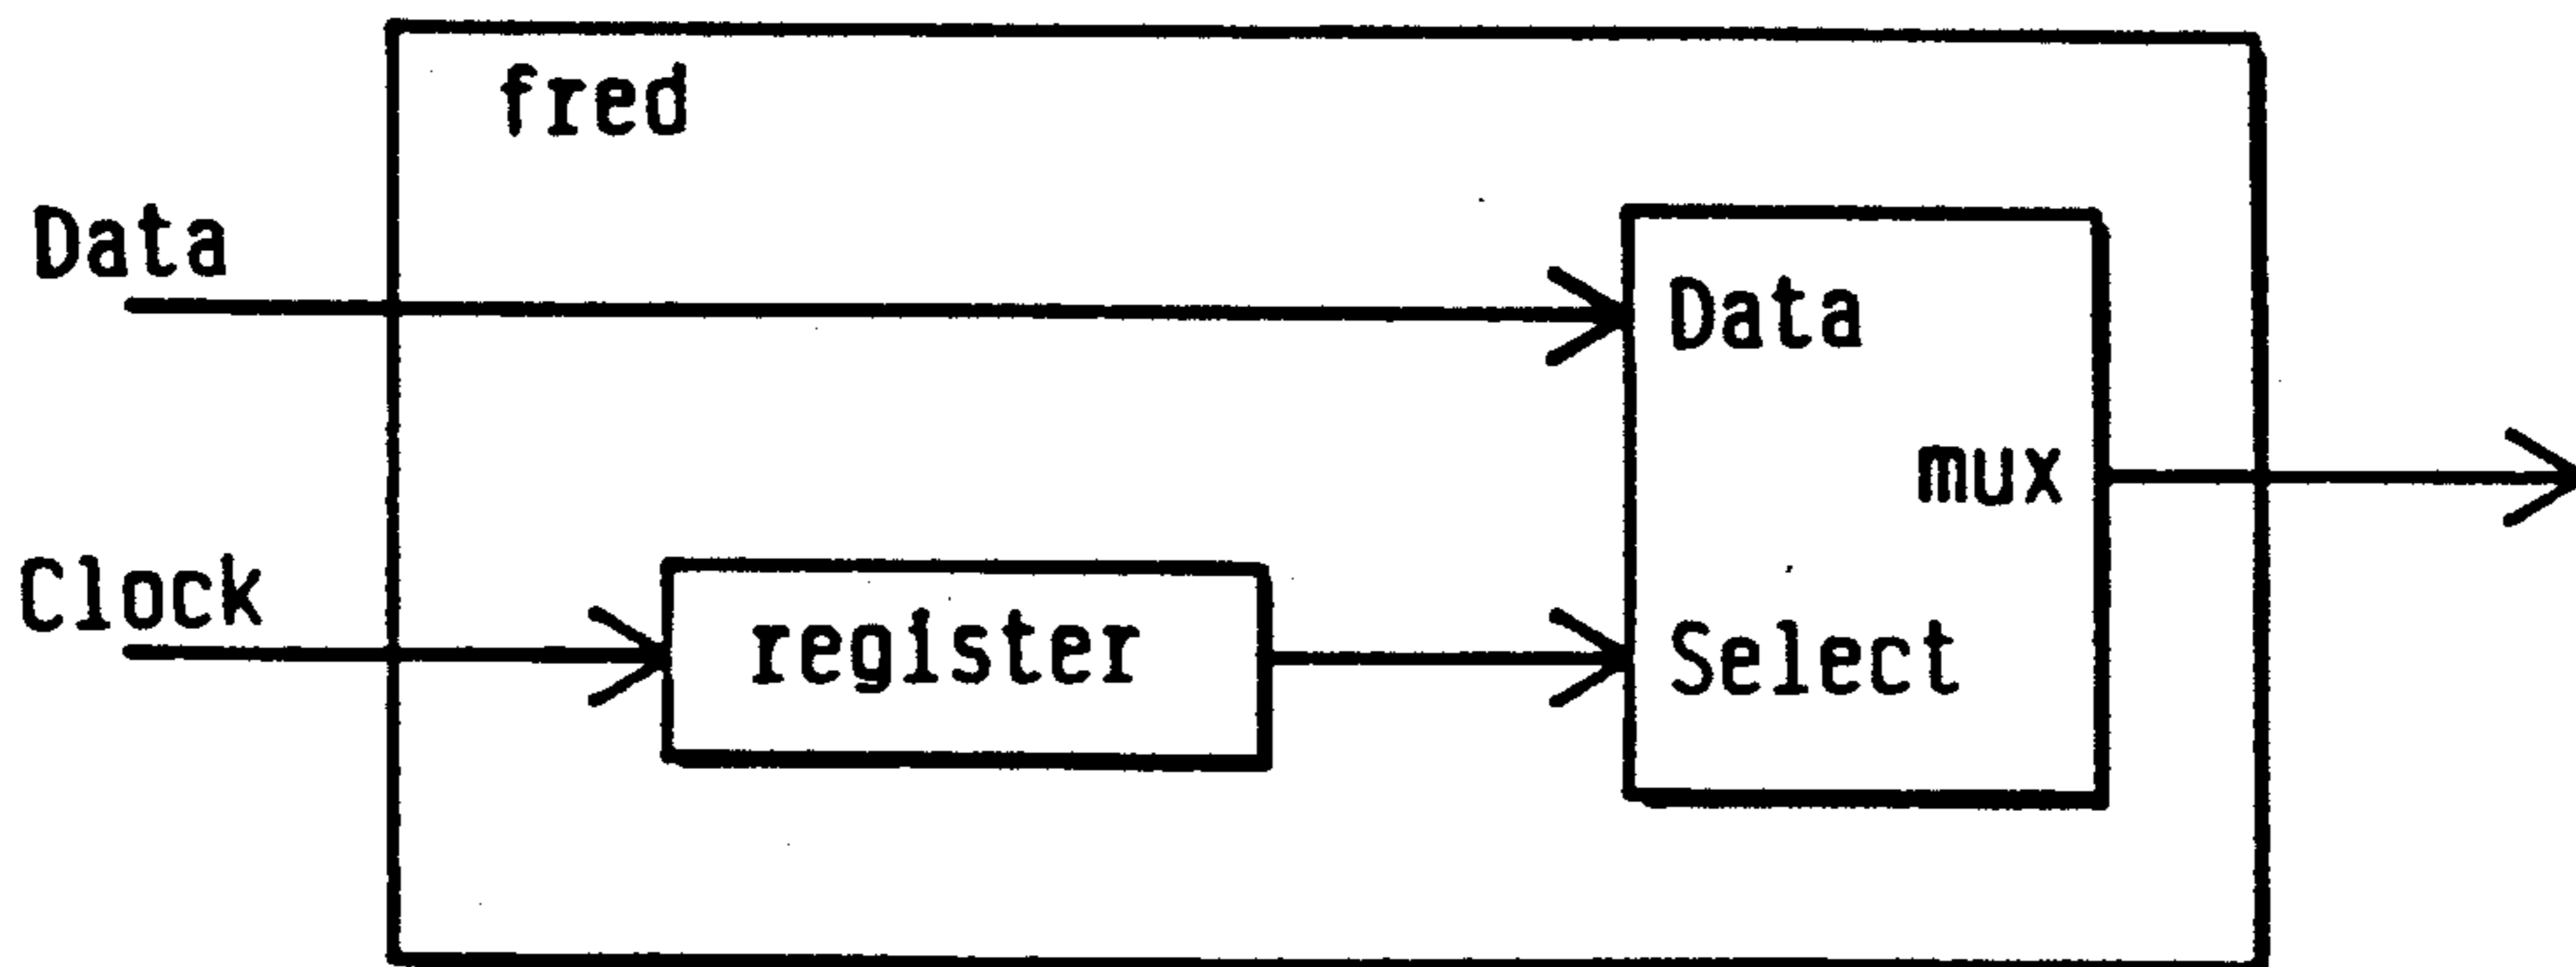 fred
Data
Data
mux
Clock
register
Select